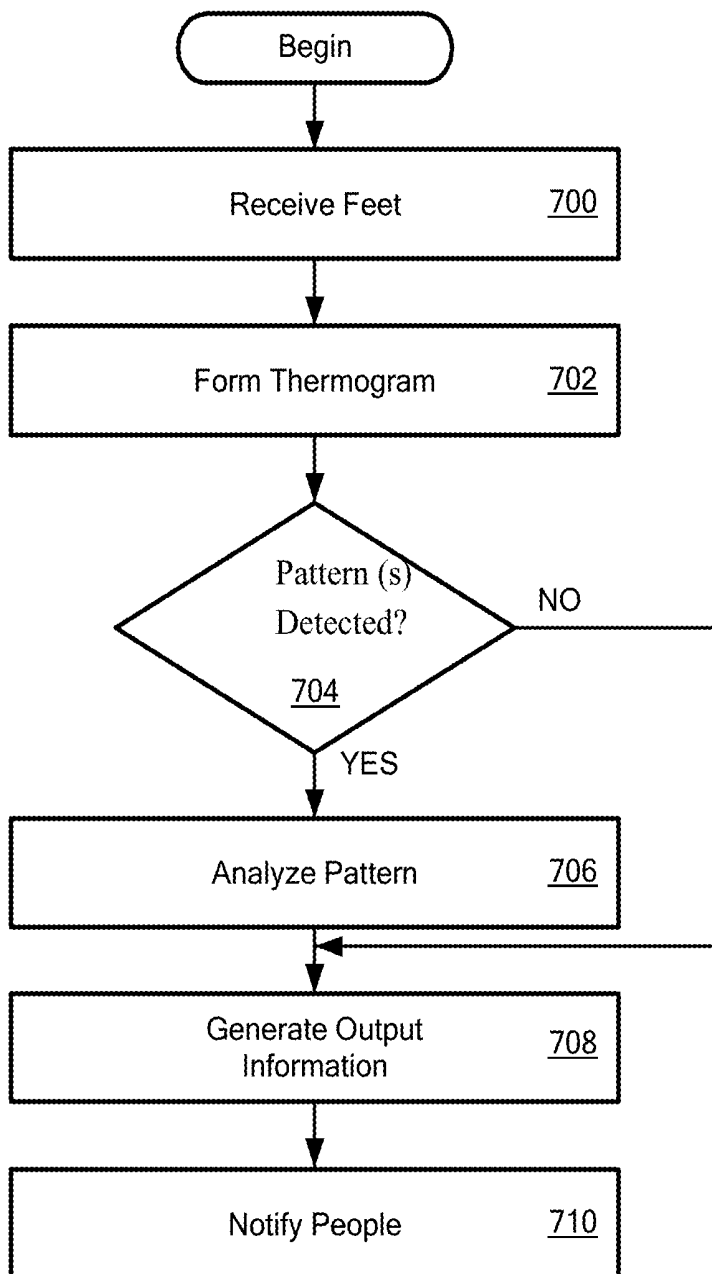 Begin
Receive Feet 700
Form Thermogram 702
Pattern (s)
Detected?
NO
704
YES
Analyze Pattern 706
Generate Output
Information 708
Notify People 710